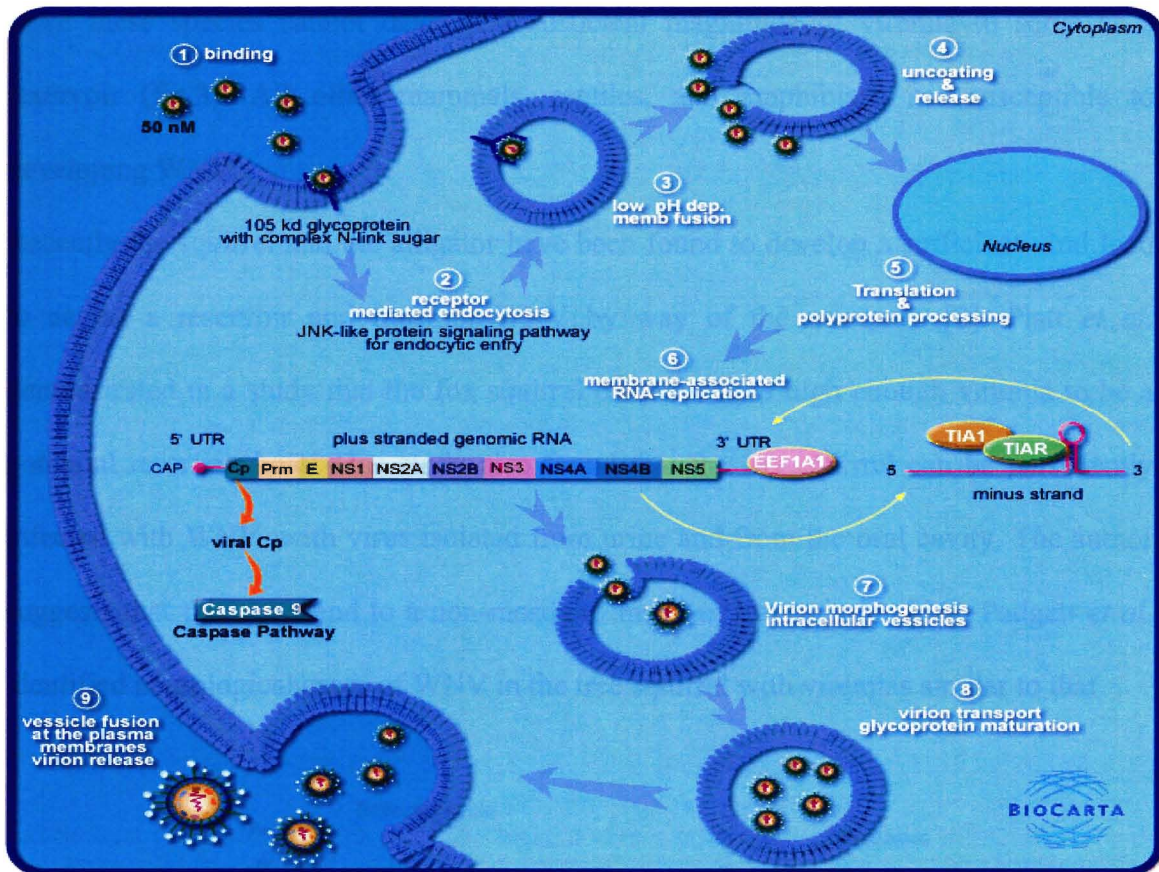 Cytoplasm
① binding
50 nM
④
uncoating
&
release
105 kd glycoprotein
with complex N-link sugar
③
low pH dep.
memb fusion
Nucleus
②
receptor
mediated endocytosis
JNK-like protein signaling pathway
for endocytic entry
⑤
Translation
&
polyprotein processing
⑥
membrane-associated
RNA-replication
5' UTR
plus stranded genomic RNA
3' UTR
CAP
Cp Prm E NS1 NS2A NS2B NS3 NS4A NS4B NS5
EEF1A1
TIA1
TIAR
5
3
minus strand
viral Cp
Caspase 9
Caspase Pathway
⑦
Virion morphogenesis
intracellular vessicles
⑧
virion transport
glycoprotein maturation
⑨
vessicle fusion
at the plasma
membranes
virion release
BIOCARTA